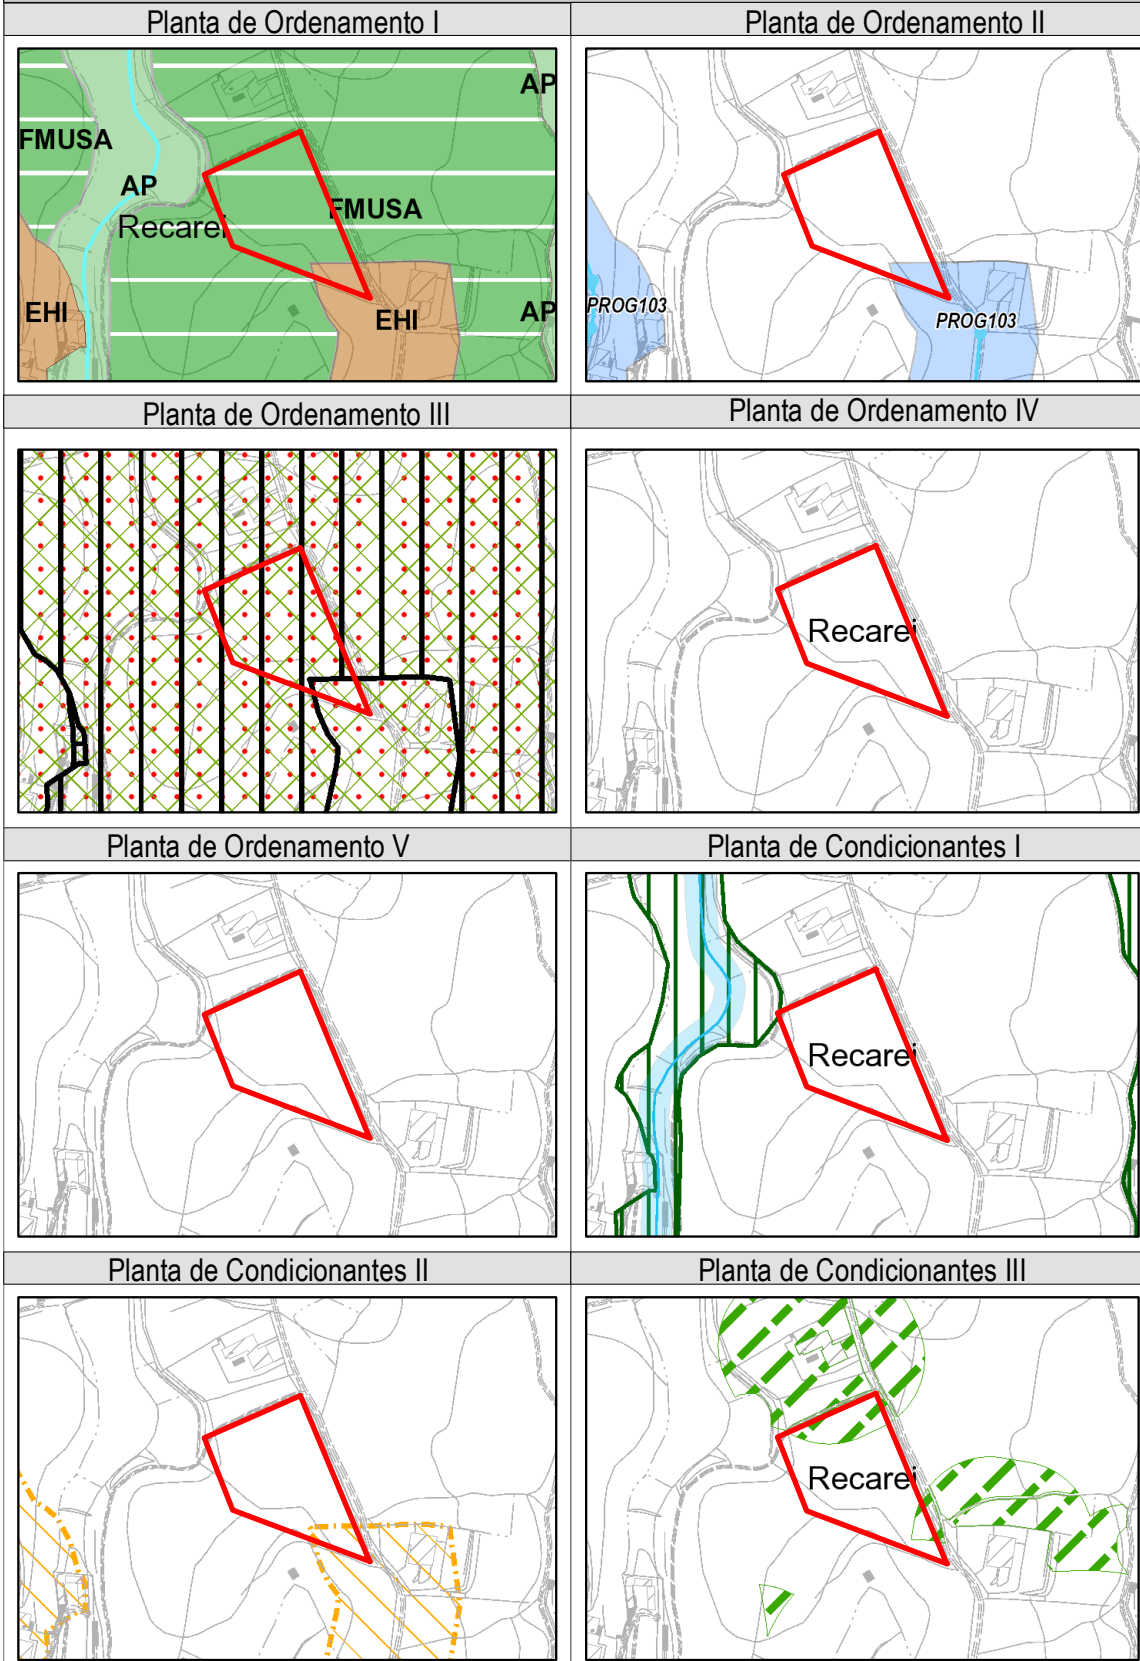 Planta de Ordenamento I
Planta de Ordenamento II
AP
FMUSA
AP
FMUSA
Recarei
EHI
EHI
AP
PROG103
PROG103
Planta de Ordenamento III
Planta de Ordenamento IV
Recarei
Planta de Ordenamento V
Planta de Condicionantes I
Recarei
Planta de Condicionantes II
Planta de Condicionantes III
Recarei